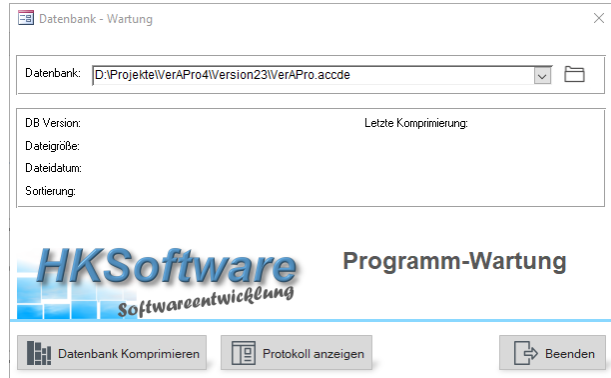 Datenbank - Wartung
Datenbank: D:\Projekte\VerAPro4\Version23\VerAPro.accde
DB Version: Letzte Komprimierung:
Dateigröße:
Dateidatum:
Sortierung:
HKSoftware Programm-Wartung
Softwareentwicklung
Datenbank Komprimieren Protokoll anzeigen Beenden